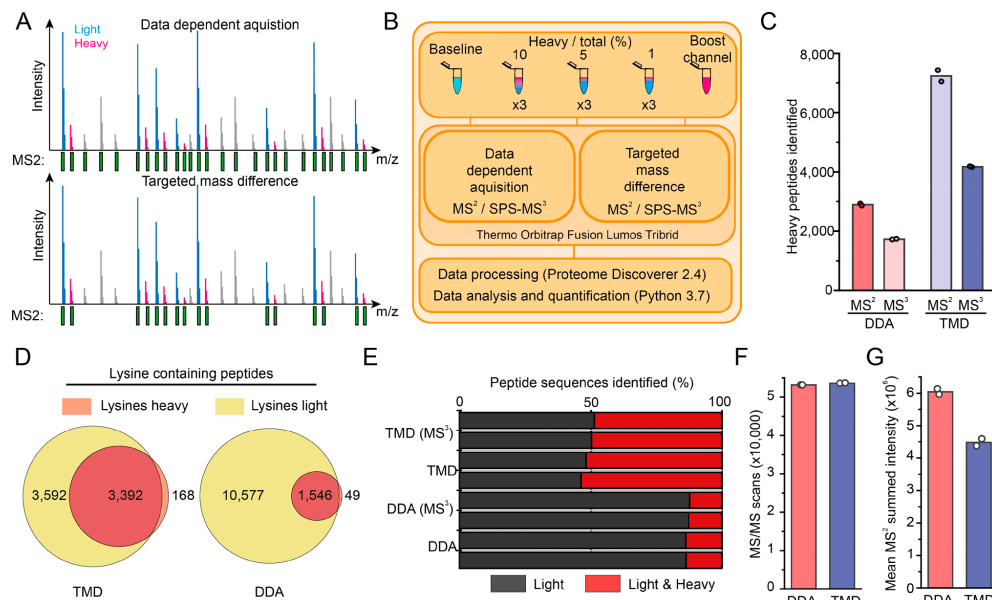 A
Data dependent aquistion
Light
Heavy
Intensity
m/z
MS2:
Targeted mass difference
Intensity
m/z
MS2:
B
Heavy / total (%)
Baseline
10
5
1
Boost
channel
x3
x3
x3
Data
dependent
aquisition
MS² / SPS-MS³
Targeted
mass
difference
MS² / SPS-MS³
Thermo Orbitrap Fusion Lumos Tribrid
Data processing (Proteome Discoverer 2.4)
Data analysis and quantification (Python 3.7)
C
Heavy peptides identified
8,000
6,000
4,000
2,000
0
MS² MS³
DDA
MS² MS³
TMD
D
Lysine containing peptides
Lysines heavy
Lysines light
3,592
3,392
168
10,577
1,546
49
TMD
DDA
E
Peptide sequences identified (%)
0
50
100
TMD (MS³)
TMD
DDA (MS³)
DDA
Light
Light & Heavy
F
MS/MS scans (x10,000)
5
4
3
2
1
0
DDA
TMD
G
Mean MS² summed intensity (x10⁶)
6
5
4
3
2
1
0
DDA
TMD